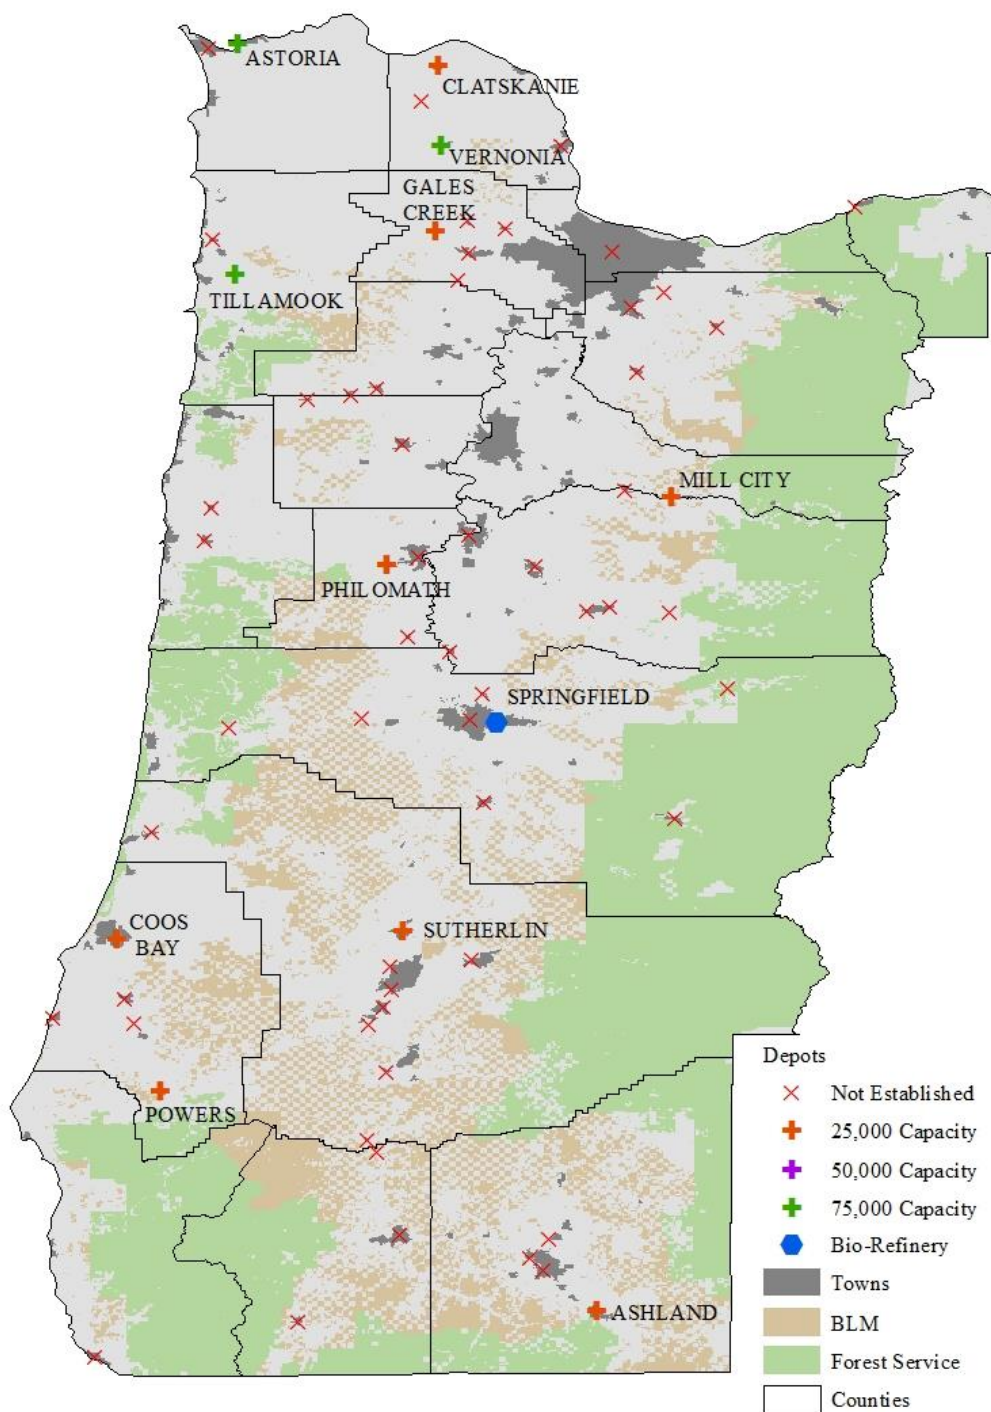 ASTORIA
CLATSKANIE
VERNONIA
GALES
CREEK
TILLAMOOK
MILL CITY
PHILOMATH
SPRINGFIELD
COOS
BAY
SUTHERLIN
POWERS
ASHLAND
Depots
Not Established
25,000 Capacity
50,000 Capacity
75,000 Capacity
Bio-Refinery
Towns
BLM
Forest Service
Counties